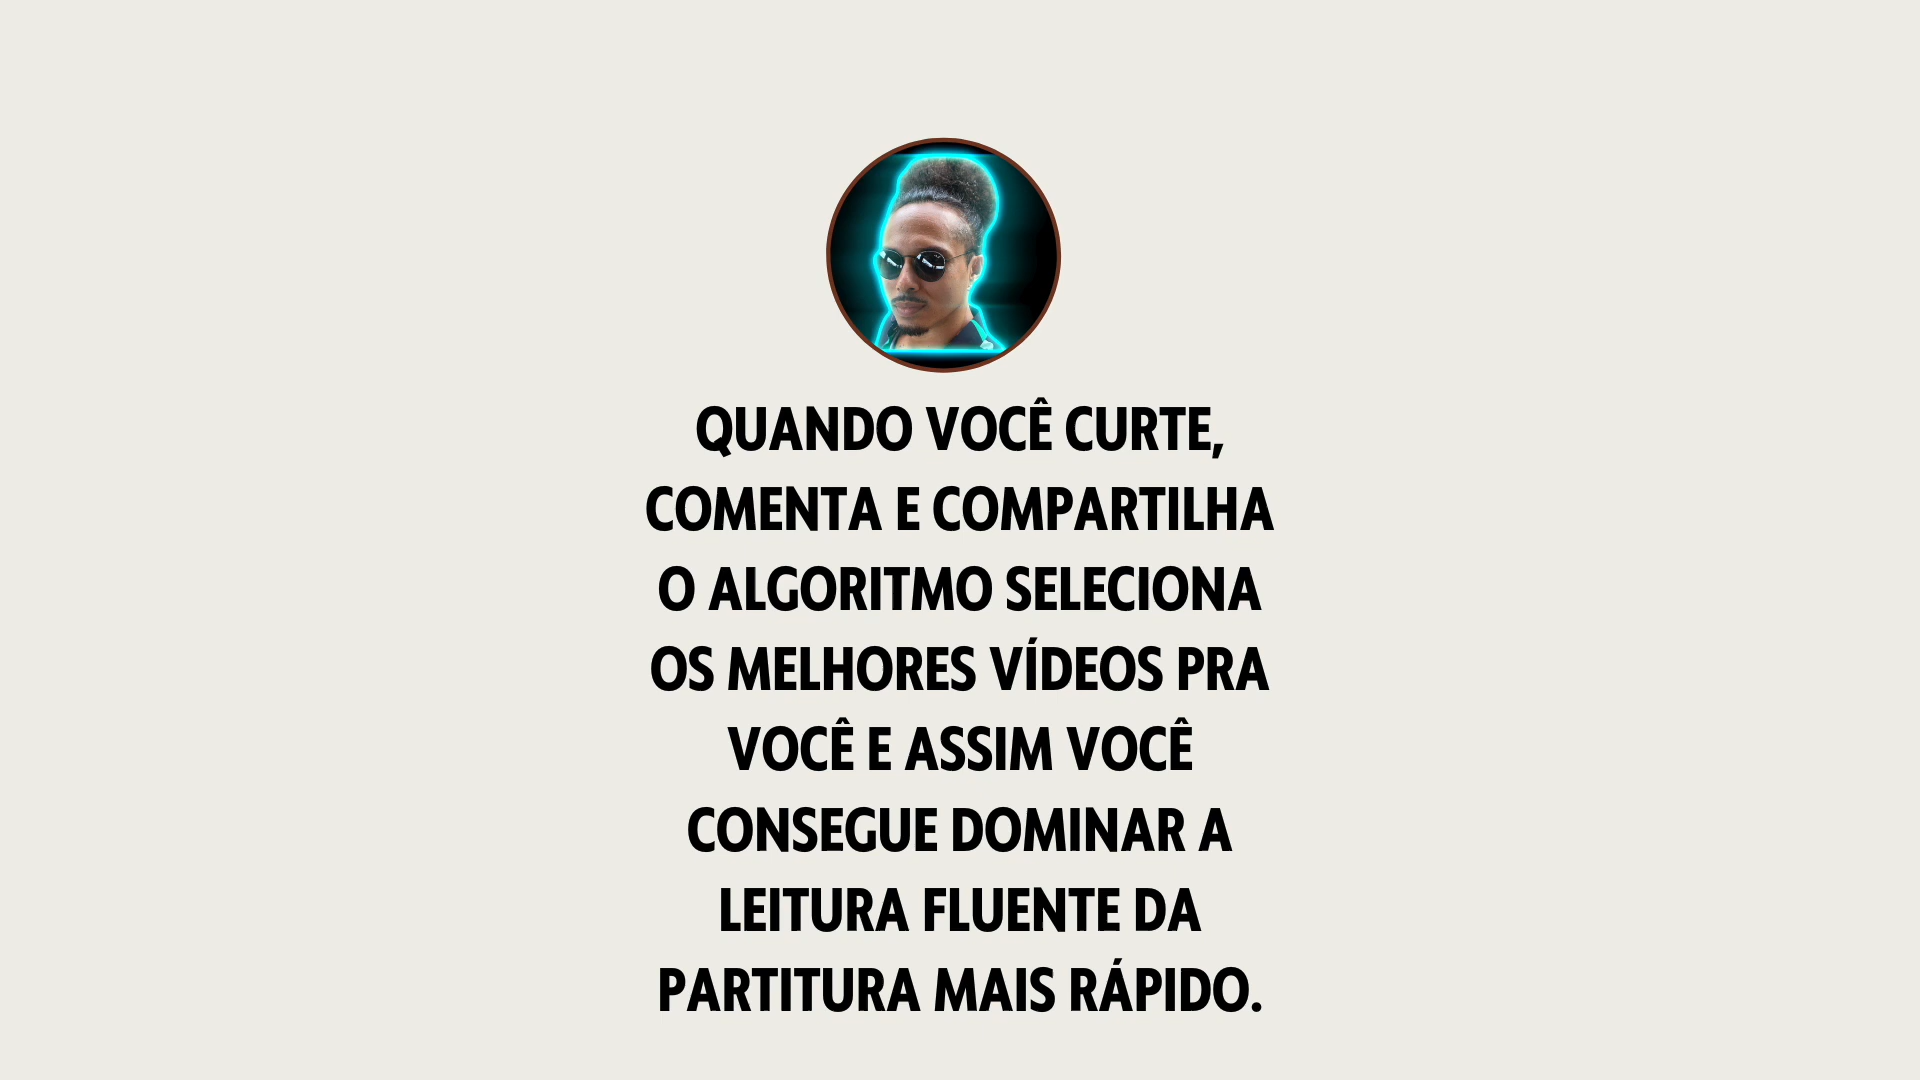 QUANDO VOCÊ CURTE,
COMENTA E COMPARTILHA
O ALGORITMO SELECIONA
OS MELHORES VÍDEOS PRA
VOCÊ E ASSIM VOCÊ
CONSEGUE DOMINAR A
LEITURA FLUENTE DA
PARTITURA MAIS RÁPIDO.